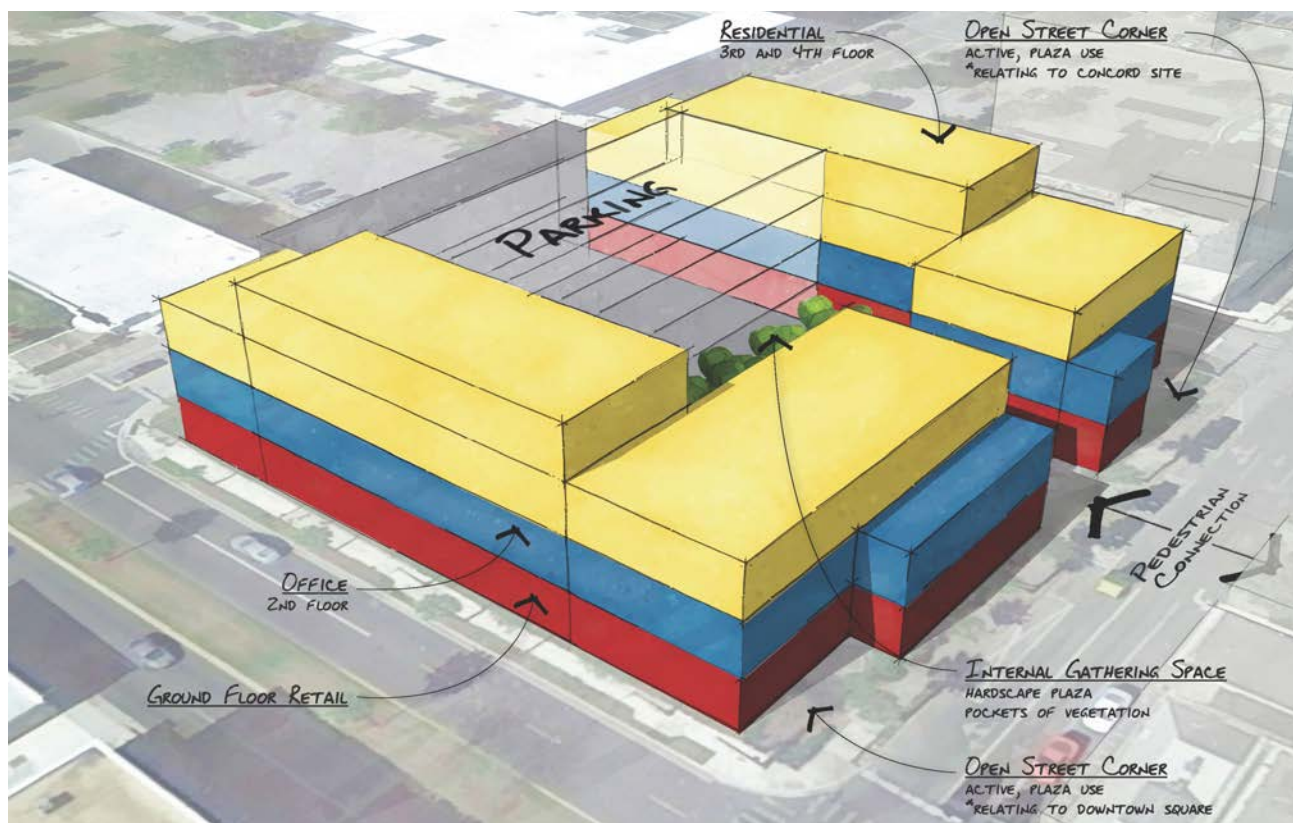 RESIDENTIAL
3RD AND 4TH FLOOR
OPEN STREET CORNER
ACTIVE, PLAZA USE
*RELATING TO CONCORD SITE
PARKING
PEDESTRIAN
CONNECTION
OFFICE
2ND FLOOR
GROUND FLOOR RETAIL
INTERNAL GATHERING SPACE
HARDSCAPE PLAZA
POCKETS OF VEGETATION
OPEN STREET CORNER
ACTIVE, PLAZA USE
*RELATING TO DOWNTOWN SQUARE